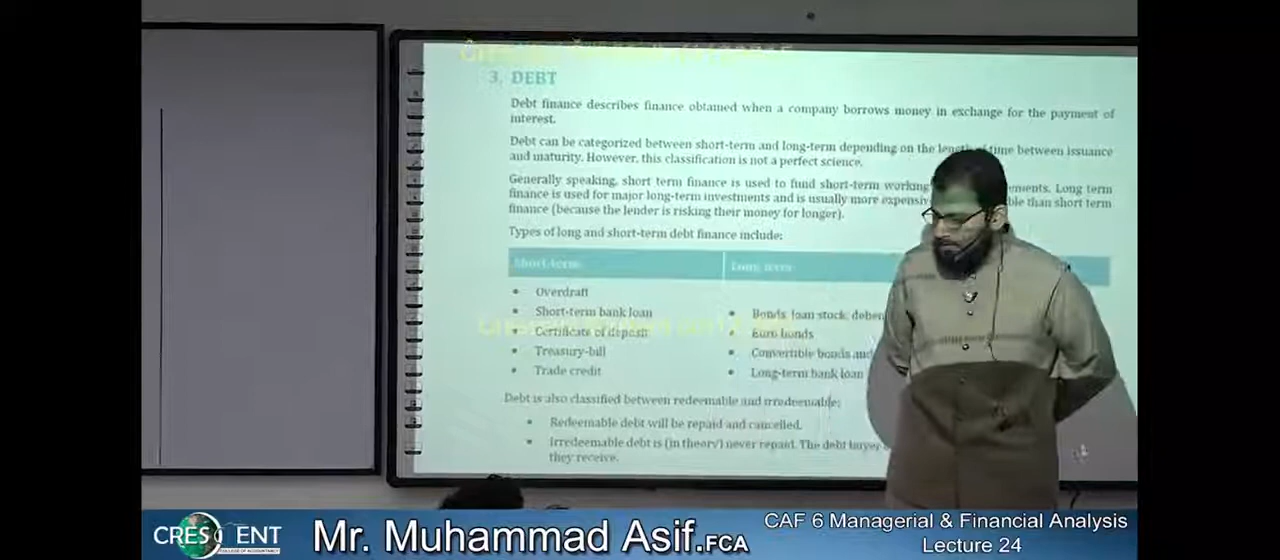 3. DEBT
Debt finance describes finance obtained when a company borrows money in exchange for the payment of
interest.
Debt can be categorized between short-term and long-term depending on the length of time between issuance
and maturity. However, this classification is not a perfect science.
Generally speaking, short term finance is used to fund short-term working ements. Long term
finance is used for major long-term investments and is usually more expensiv ble than short term
finance (because the lender is risking their money for longer).
Types of long and short-term debt finance include:
Short-term Long term
Overdraft
Short-term bank loan
Certificate of deposit
Treasury-bill
Trade credit
Bonds, loan stock, deben
Euro bonds
Convertible bonds and
Long-term bank loan
Debt is also classified between redeemable and irredeemable:
Redeemable debt will be repaid and cancelled.
Irredeemable debt is (in theory) never repaid. The debt buyer
they receive.
CRESCENT
COLLEGE OF ACCOUNTANCY
Mr. Muhammad Asif.FCA
CAF 6 Managerial & Financial Analysis
Lecture 24